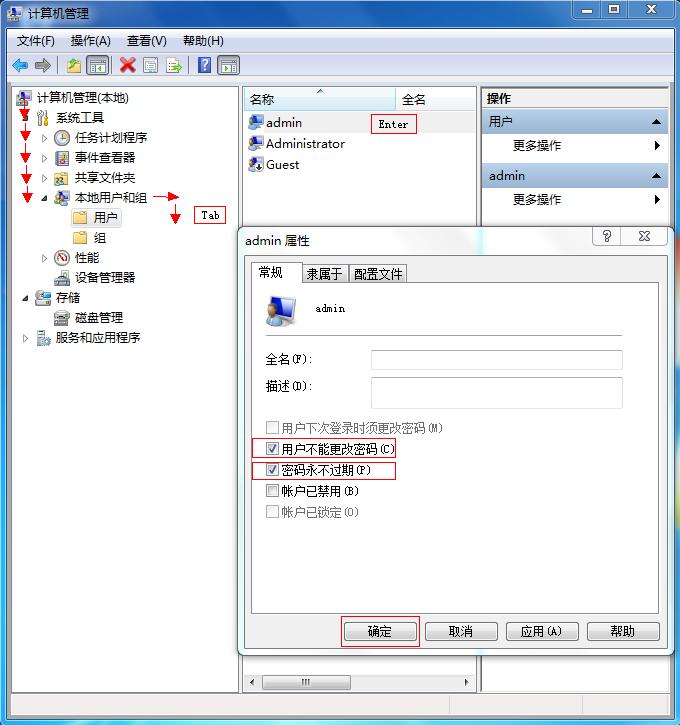 计算机管理
文件(F) 操作(A) 查看(V) 帮助(H)
计算机管理(本地)
系统工具
任务计划程序
事件查看器
共享文件夹
本地用户和组
Tab
用户
组
性能
设备管理器
存储
磁盘管理
服务和应用程序
名称 全名
admin
Enter
Administrator
Guest
操作
用户
更多操作
admin
更多操作
admin 属性
常规 隶属于 配置文件
admin
全名(F):
描述(D):
用户下次登录时须更改密码(M)
用户不能更改密码(C)
密码永不过期(P)
帐户已禁用(B)
帐户已锁定(O)
确定 取消 应用(A) 帮助